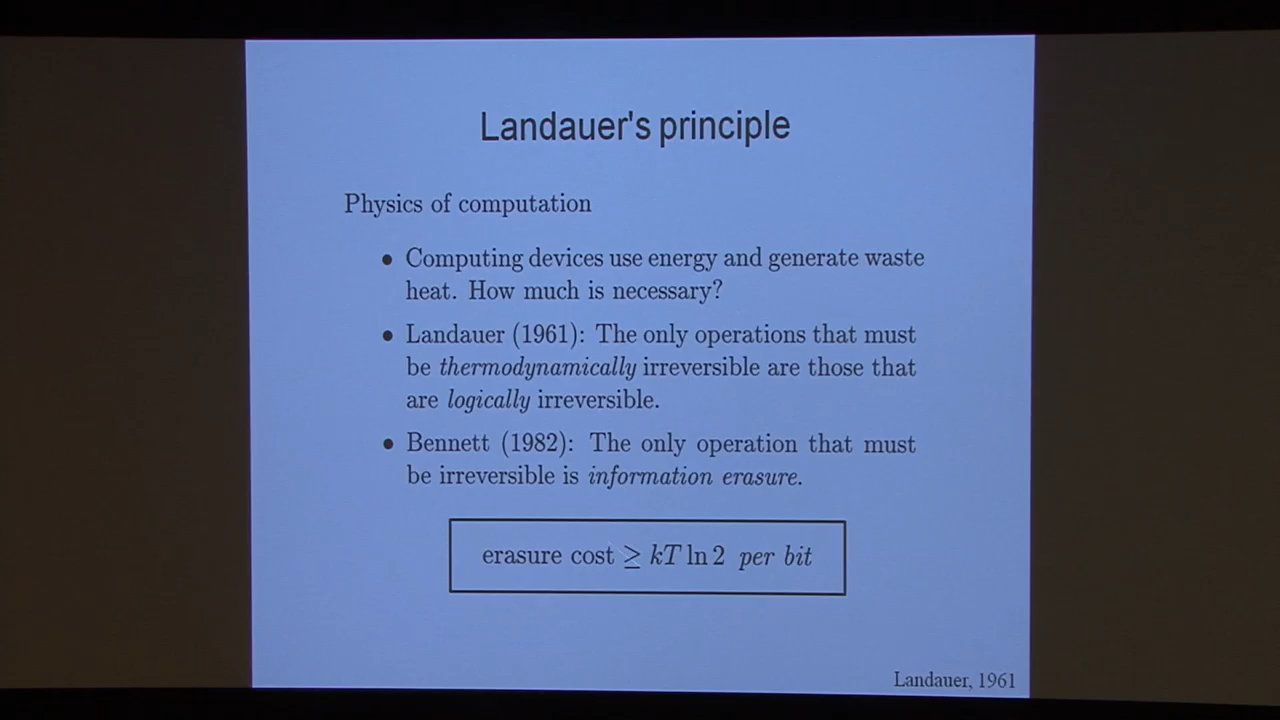 Landauer's principle
Physics of computation
• Computing devices use energy and generate waste
heat. How much is necessary?
• Landauer (1961): The only operations that must
be thermodynamically irreversible are those that
are logically irreversible.
• Bennett (1982): The only operation that must
be irreversible is information erasure.
erasure cost ≥ kT ln 2 per bit
Landauer, 1961